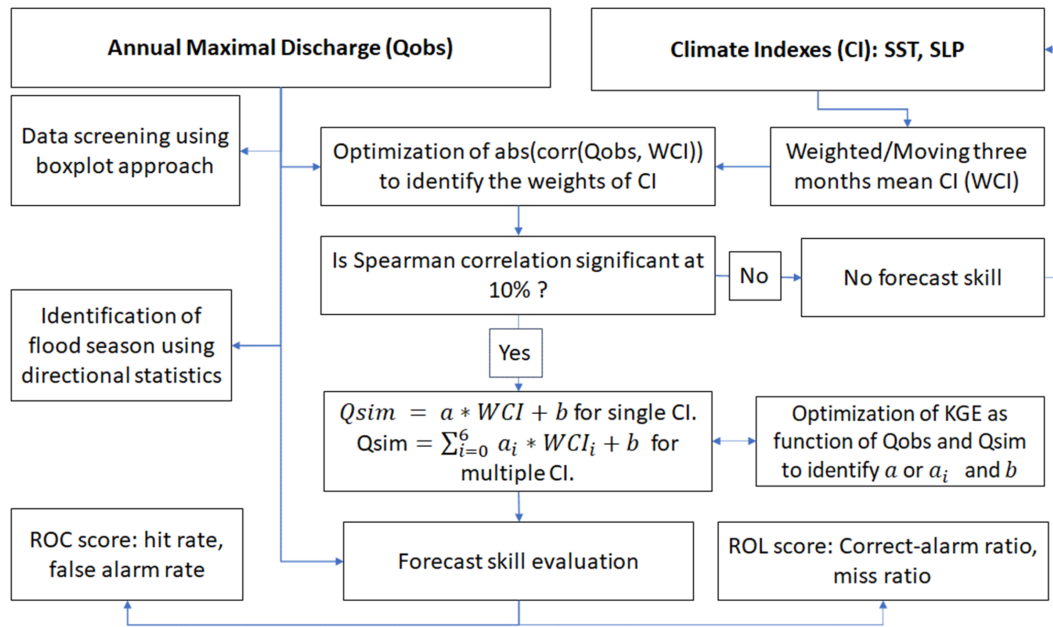 Annual Maximal Discharge (Qobs)
Climate Indexes (CI): SST, SLP
Data screening using
boxplot approach
Optimization of abs(corr(Qobs, WCI))
to identify the weights of CI
Weighted/Moving three
months mean CI (WCI)
Is Spearman correlation significant at
10% ?
No
No forecast skill
Identification of
flood season using
directional statistics
Yes
Qsim = a * WCI + b for single CI.
Qsim = ∑_{i=0}^{6} a_i * WCI_i + b for
multiple CI.
Optimization of KGE as
function of Qobs and Qsim
to identify a or a_i and b
ROC score: hit rate,
false alarm rate
Forecast skill evaluation
ROL score: Correct-alarm ratio,
miss ratio